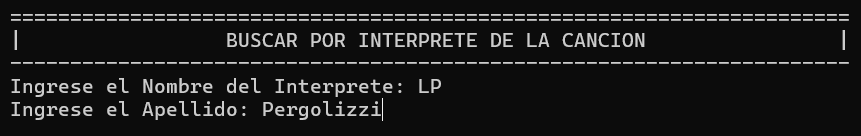 ======================================================================
|                 BUSCAR POR INTERPRETE DE LA CANCION                |
----------------------------------------------------------------------
Ingrese el Nombre del Interprete: LP
Ingrese el Apellido: Pergolizzi